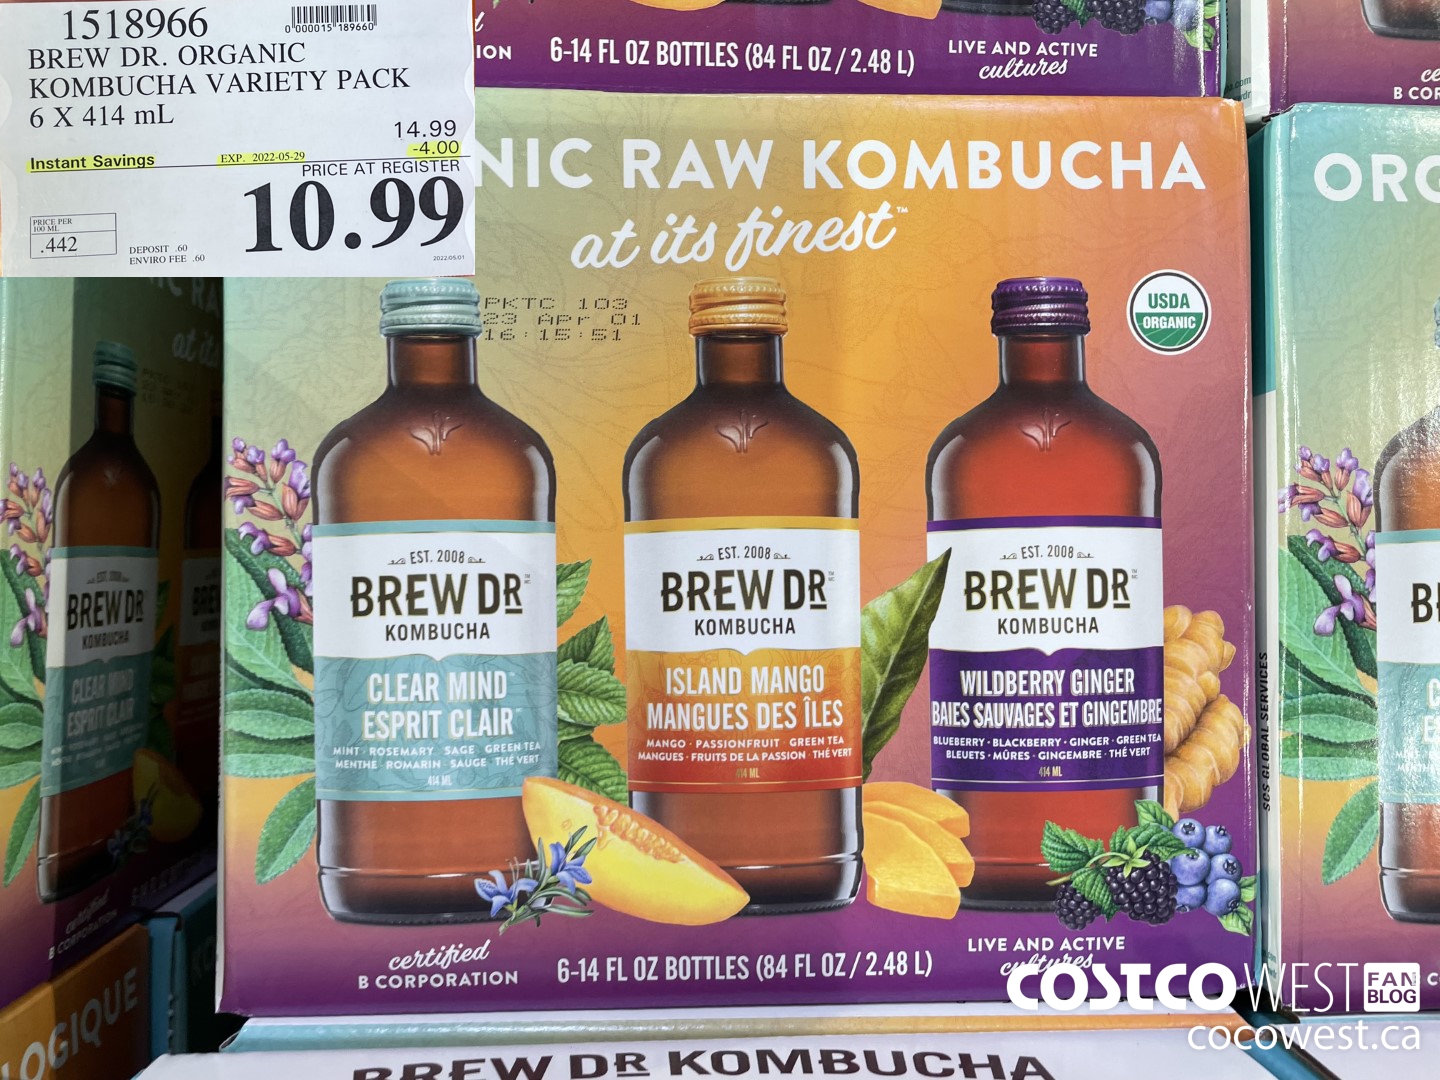 1518966
0"000015"189660"
BREW DR. ORGANIC
KOMBUCHA VARIETY PACK
6 X 414 mL
14.99
-4.00
Instant Savings
EXP. 2022-05-29
PRICE AT REGISTER
10.99
PRICE PER
100 ML
.442
DEPOSIT .60
ENVIRO FEE .60
2022/05/01
ION
6-14 FL OZ BOTTLES (84 FL OZ / 2.48 L)
LIVE AND ACTIVE
cultures
B COR
NIC RAW KOMBUCHA
at its finest™
ORG
PKTC 103
23 Apr 01
16:15:51
USDA
ORGANIC
EST. 2008
BREW DR
KOMBUCHA
CLEAR MIND™
ESPRIT CLAIR
MINT · ROSEMARY · SAGE · GREEN TEA
MENTHE · ROMARIN · SAUGE · THÉ VERT
414 ML
EST. 2008
BREW DR
KOMBUCHA
ISLAND MANGO
MANGUES DES ÎLES
MANGO · PASSIONFRUIT · GREEN TEA
MANGUES · FRUITS DE LA PASSION · THÉ VERT
414 ML
EST. 2008
BREW DR
KOMBUCHA
WILDBERRY GINGER
BAIES SAUVAGES ET GINGEMBRE
BLUEBERRY · BLACKBERRY · GINGER · GREEN TEA
BLEUETS · MÛRES · GINGEMBRE · THÉ VERT
414 ML
EST. 2008
BREW DR
KOMBUCHA
CLEAR MIND
ESPRIT CLAIR
SCS GLOBAL SERVICES
certified
B CORPORATION
certified
B CORPORATION
6-14 FL OZ BOTTLES (84 FL OZ / 2.48 L)
LIVE AND ACTIVE
cultures
COSTCO WEST FAN BLOG
cocowest.ca
LOGIQUE
BREW DR KOMBUCHA